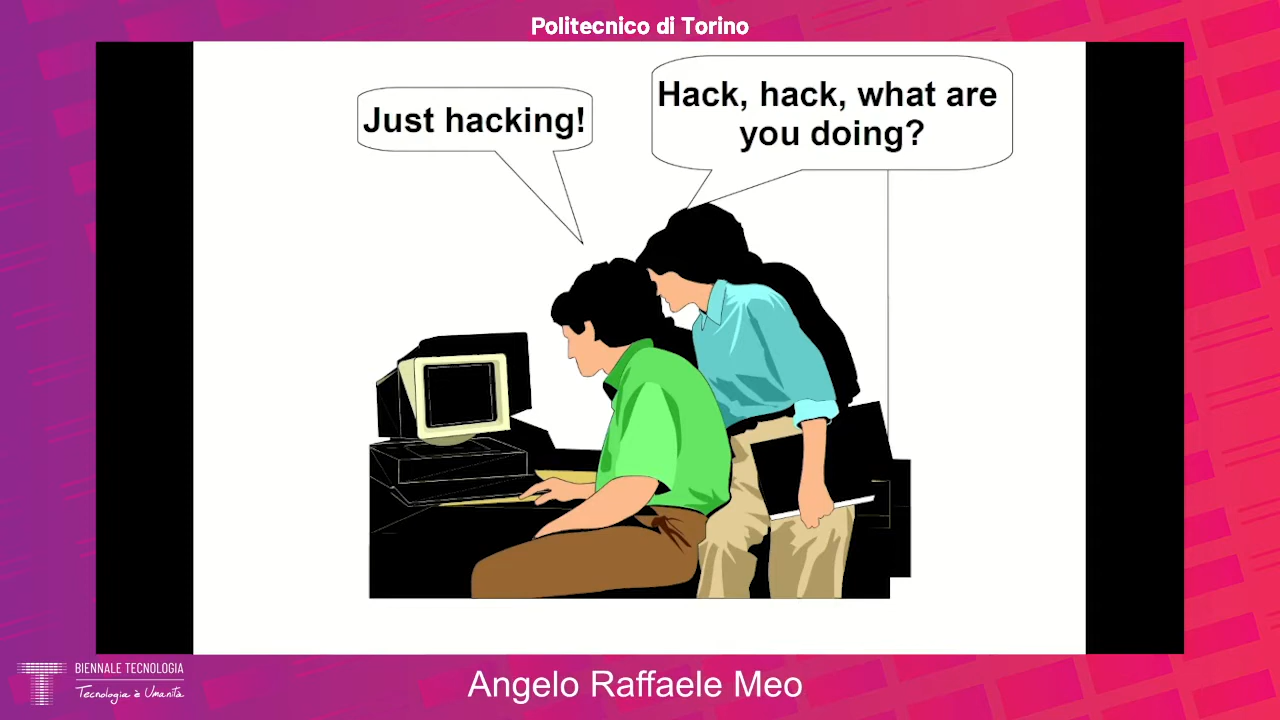 Politecnico di Torino
Just hacking!
Hack, hack, what are
you doing?
BIENNALE TECNOLOGIA
Tecnologia è Umanità
Angelo Raffaele Meo